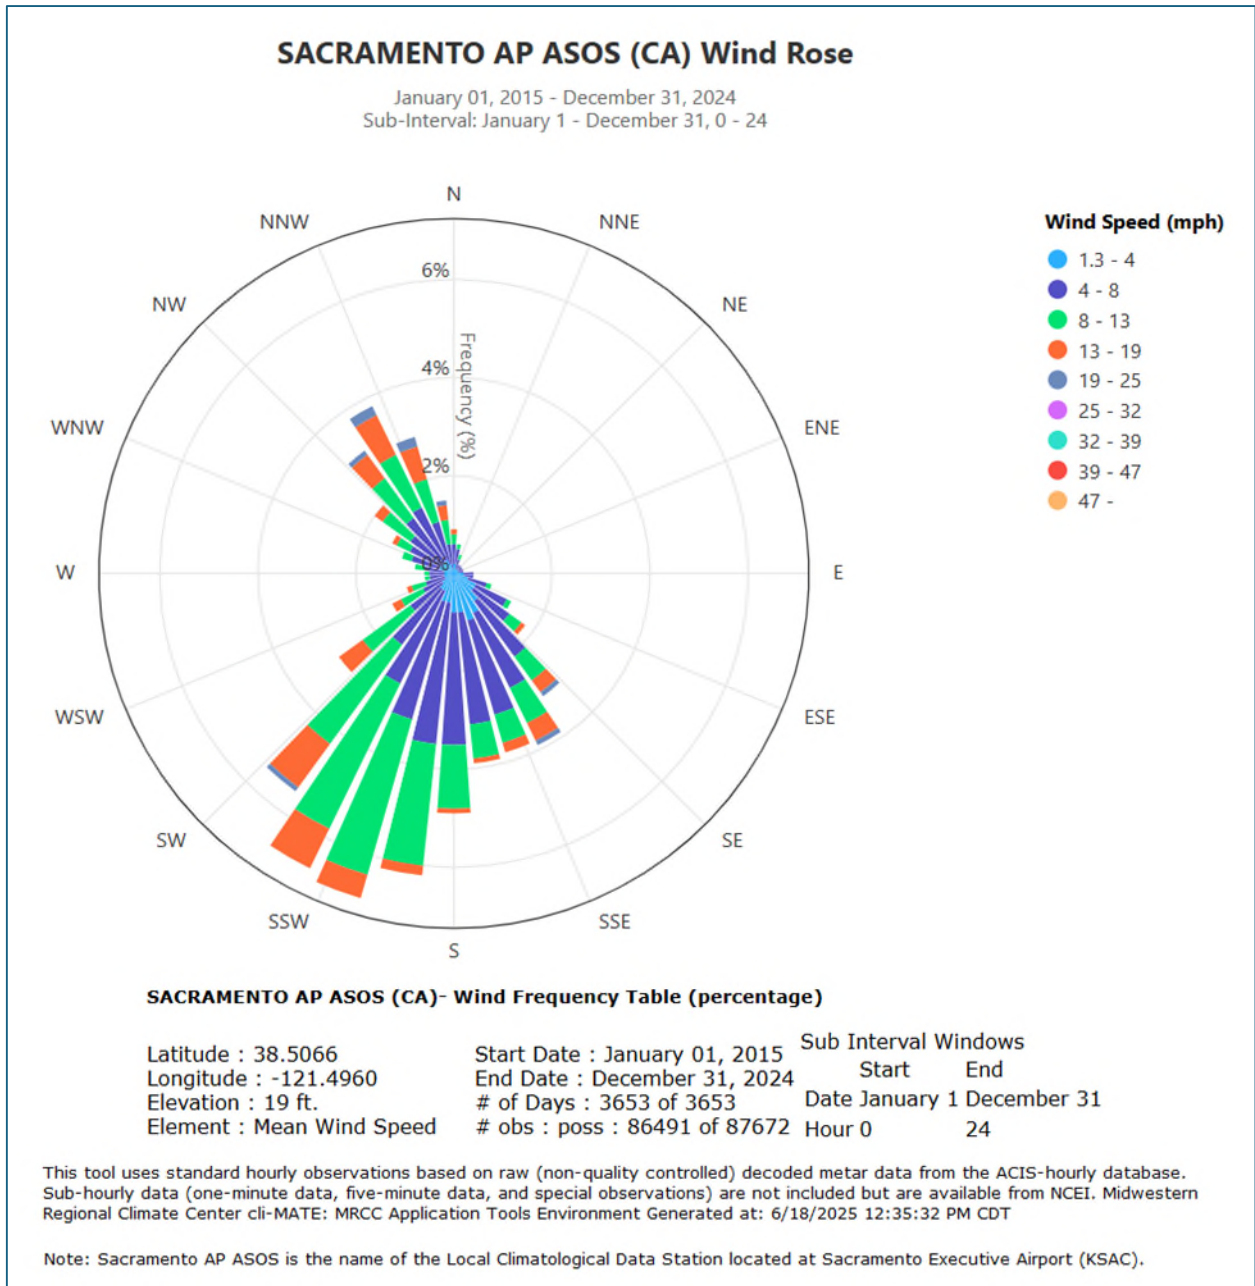 SACRAMENTO AP ASOS (CA) Wind Rose
January 01, 2015 - December 31, 2024
Sub-Interval: January 1 - December 31, 0 - 24
N
NNE
NE
ENE
E
ESE
SE
SSE
S
SSW
SW
WSW
W
WNW
NW
NNW
6%
4%
2%
0%
Frequency (%)
Wind Speed (mph)
1.3 - 4
4 - 8
8 - 13
13 - 19
19 - 25
25 - 32
32 - 39
39 - 47
47 -
SACRAMENTO AP ASOS (CA)- Wind Frequency Table (percentage)
Latitude : 38.5066
Longitude : -121.4960
Elevation : 19 ft.
Element : Mean Wind Speed
Start Date : January 01, 2015
End Date : December 31, 2024
# of Days : 3653 of 3653
# obs : poss : 86491 of 87672
Sub Interval Windows
Start End
Date January 1 December 31
Hour 0 24
This tool uses standard hourly observations based on raw (non-quality controlled) decoded metar data from the ACIS-hourly database.
Sub-hourly data (one-minute data, five-minute data, and special observations) are not included but are available from NCEI. Midwestern
Regional Climate Center cli-MATE: MRCC Application Tools Environment Generated at: 6/18/2025 12:35:32 PM CDT
Note: Sacramento AP ASOS is the name of the Local Climatological Data Station located at Sacramento Executive Airport (KSAC).